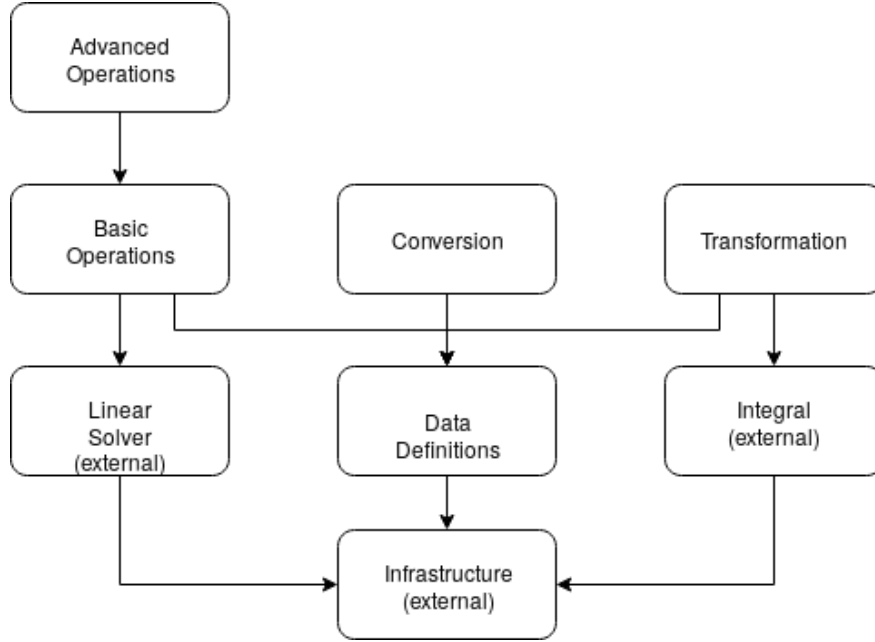 Advanced
Operations
Basic
Operations
Conversion
Transformation
Linear
Solver
(external)
Data
Definitions
Integral
(external)
Infrastructure
(external)